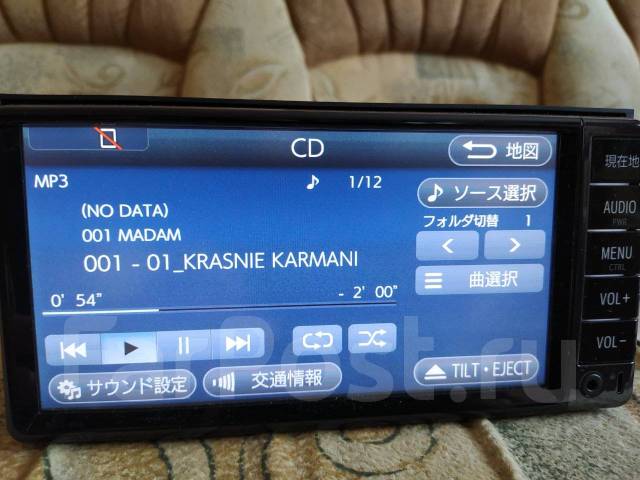 CD
地図
現在地
MP3
1/12
ソース選択
(NO DATA)
フォルダ切替 1
AUDIO
PWR
001 MADAM
001 - 01_KRASNIE KARMANI
MENU
CTRL
曲選択
0' 54"
- 2' 00"
VOL+
VOL-
サウンド設定
交通情報
TILT・EJECT
FarPost.ru